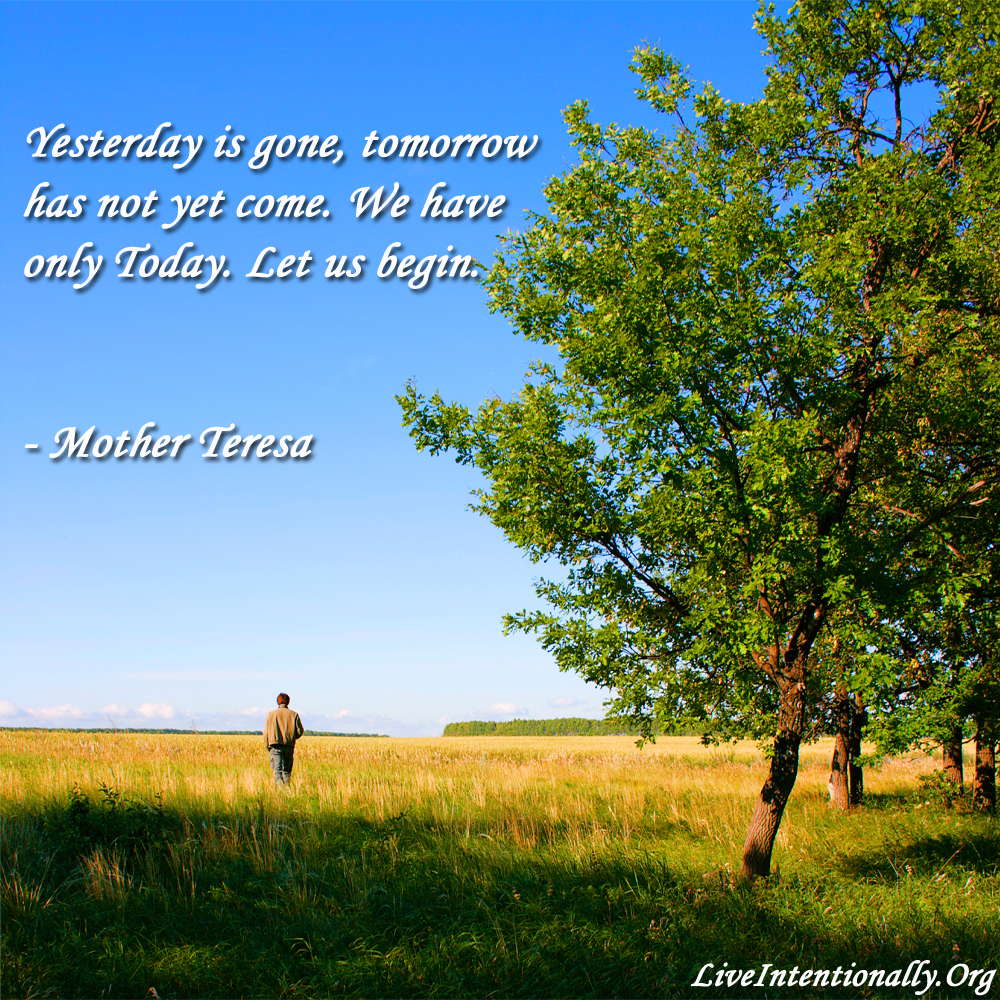 Yesterday is gone, tomorrow
has not yet come. We have
only Today. Let us begin.
- Mother Teresa
LiveIntentionally.Org